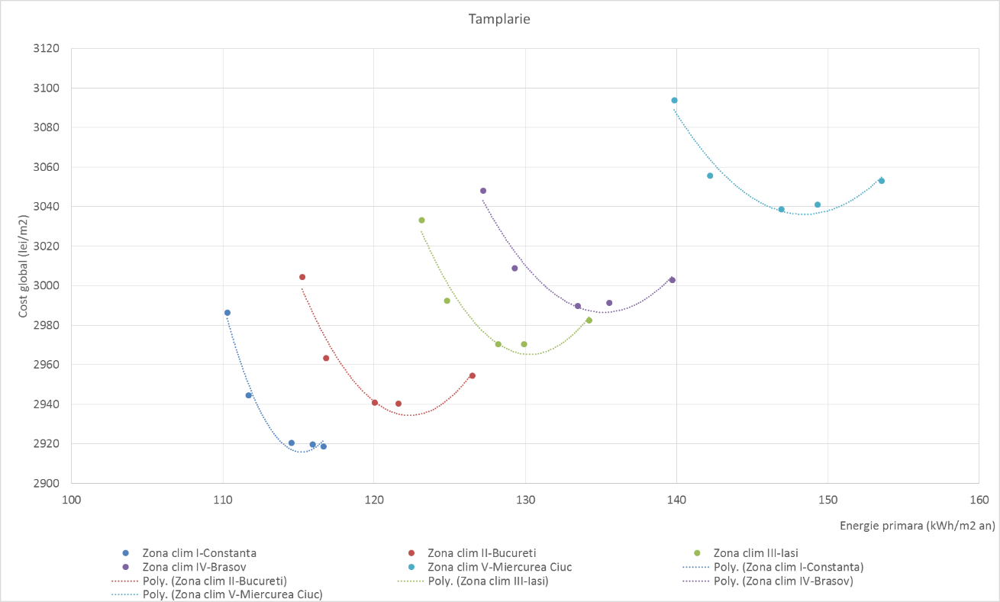 Tamplarie
3120
3100
3080
3060
3040
3020
3000
2980
2960
2940
2920
2900
Cost global (lei/m2)
100 110 120 130 140 150 160
Energie primara (kWh/m2 an)
Zona clim I-Constanta Zona clim II-Bucureti Zona clim III-Iasi
Zona clim IV-Brasov Zona clim V-Miercurea Ciuc Poly. (Zona clim I-Constanta)
Poly. (Zona clim II-Bucureti) Poly. (Zona clim III-Iasi) Poly. (Zona clim IV-Brasov)
Poly. (Zona clim V-Miercurea Ciuc)